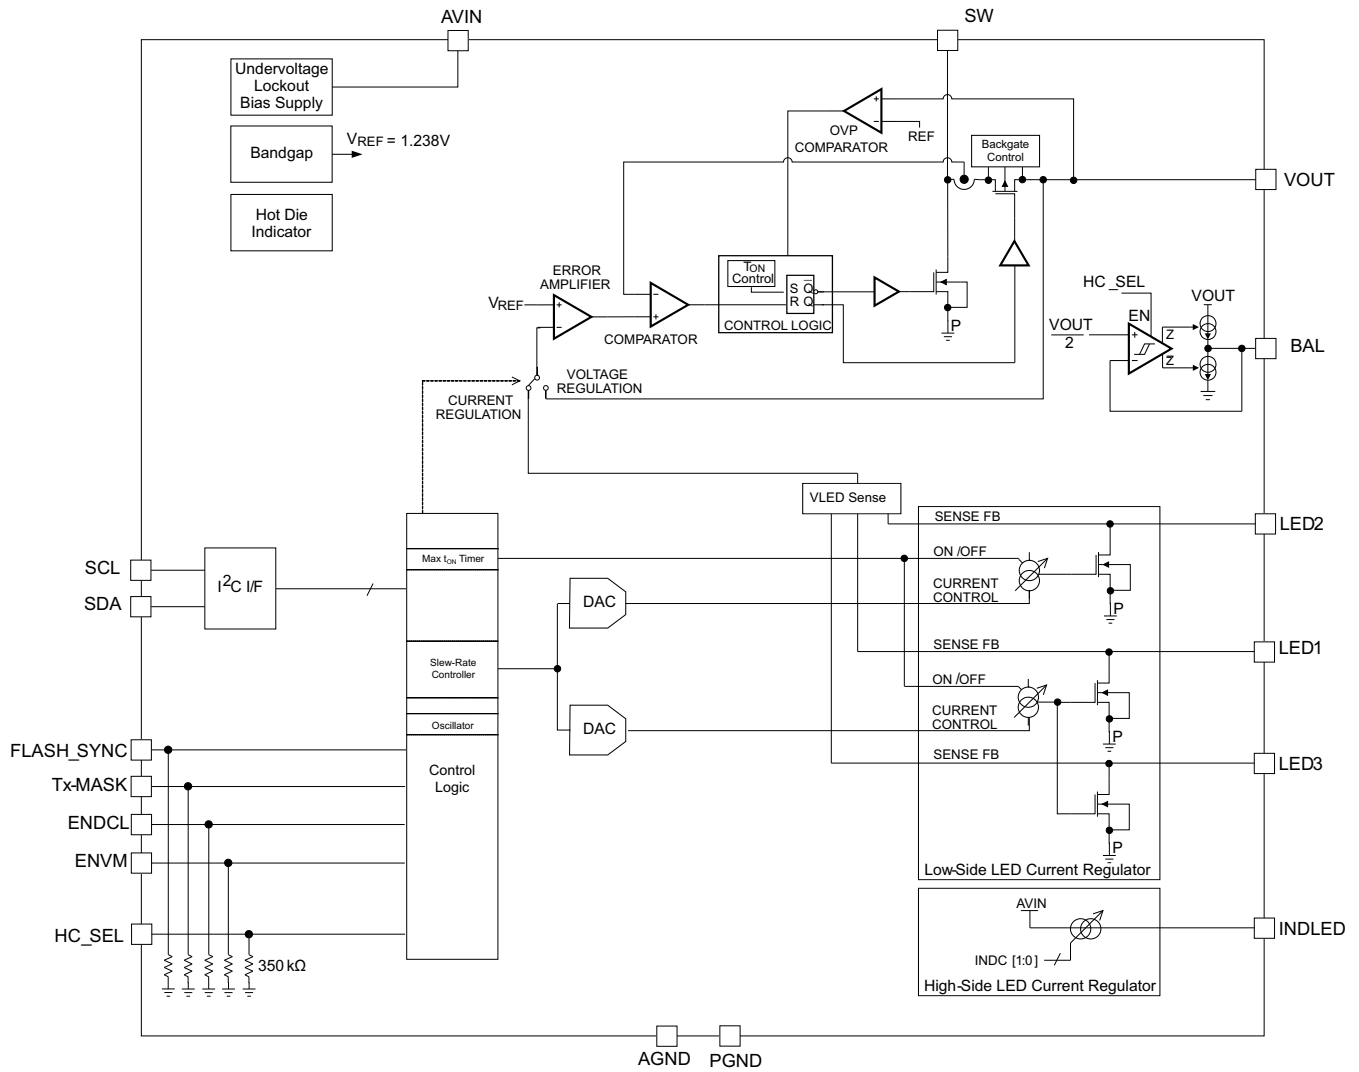 AVIN
SW
Undervoltage
Lockout
Bias Supply
Bandgap
VREF = 1.238V
Hot Die
Indicator
+
−
REF
OVP
COMPARATOR
Backgate
Control
VOUT
ERROR
AMPLIFIER
VREF
+
−
−
+
COMPARATOR
TON
Control
S Q̅
R Q
CONTROL LOGIC
P
HC_SEL
EN
VOUT
2
+
−
Z
Z̅
VOUT
BAL
VOLTAGE
REGULATION
CURRENT
REGULATION
VLED Sense
SENSE FB
LED2
ON/OFF
CURRENT
CONTROL
P
SCL
SDA
I²C I/F
Max tON Timer
DAC
Slew-Rate
Controller
SENSE FB
LED1
ON/OFF
CURRENT
CONTROL
P
DAC
Oscillator
Control
Logic
SENSE FB
LED3
P
Low-Side LED Current Regulator
FLASH_SYNC
Tx-MASK
ENDCL
ENVM
HC_SEL
350 kΩ
AVIN
INDC [1:0]
INDLED
High-Side LED Current Regulator
AGND
PGND